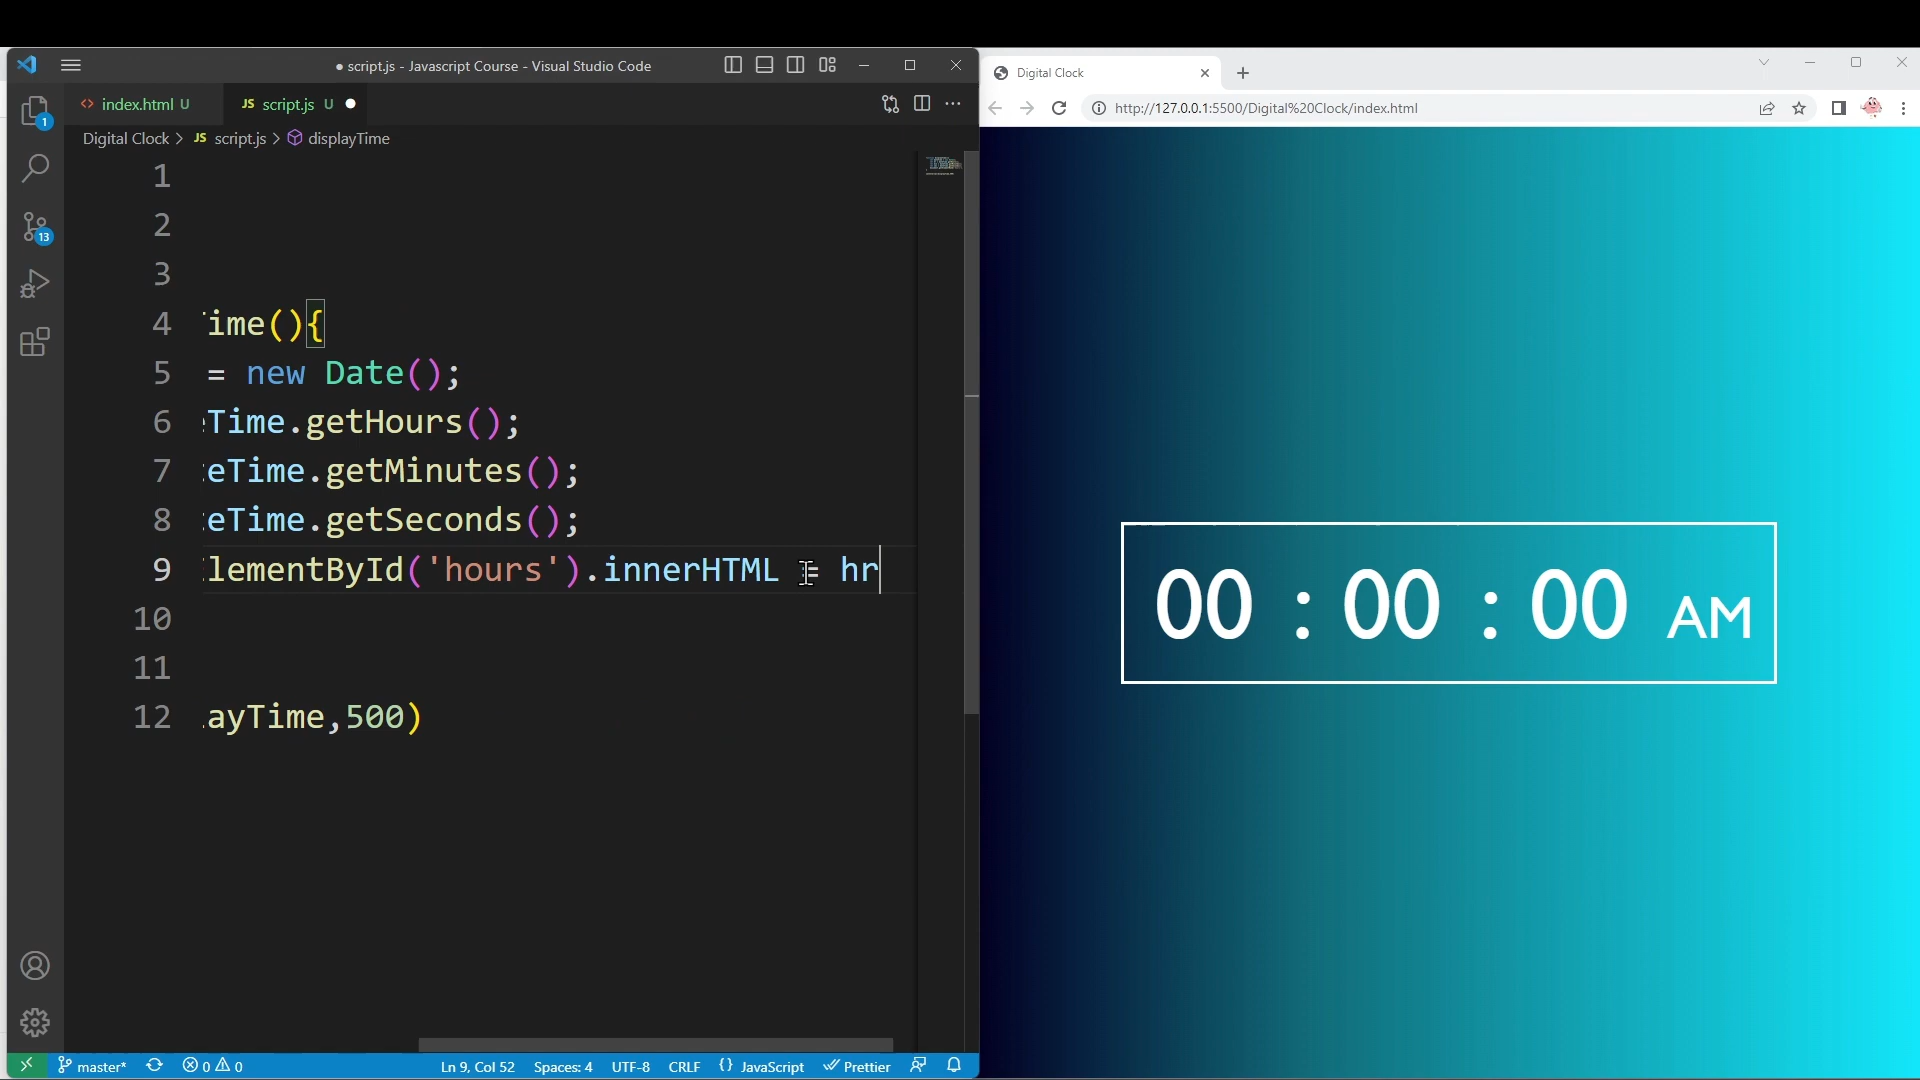 script.js - Javascript Course - Visual Studio Code
index.html U
JS script.js U
Digital Clock > JS script.js > displayTime
1
2
3
4 Time(){
5 = new Date();
6 Time.getHours();
7 eTime.getMinutes();
8 eTime.getSeconds();
9 lementById('hours').innerHTML = hr
10
11
12 ayTime,500)
1
13
master* 0 0 Ln 9, Col 52 Spaces: 4 UTF-8 CRLF {} JavaScript Prettier
Digital Clock
http://127.0.0.1:5500/Digital%20Clock/index.html
00 : 00 : 00 AM